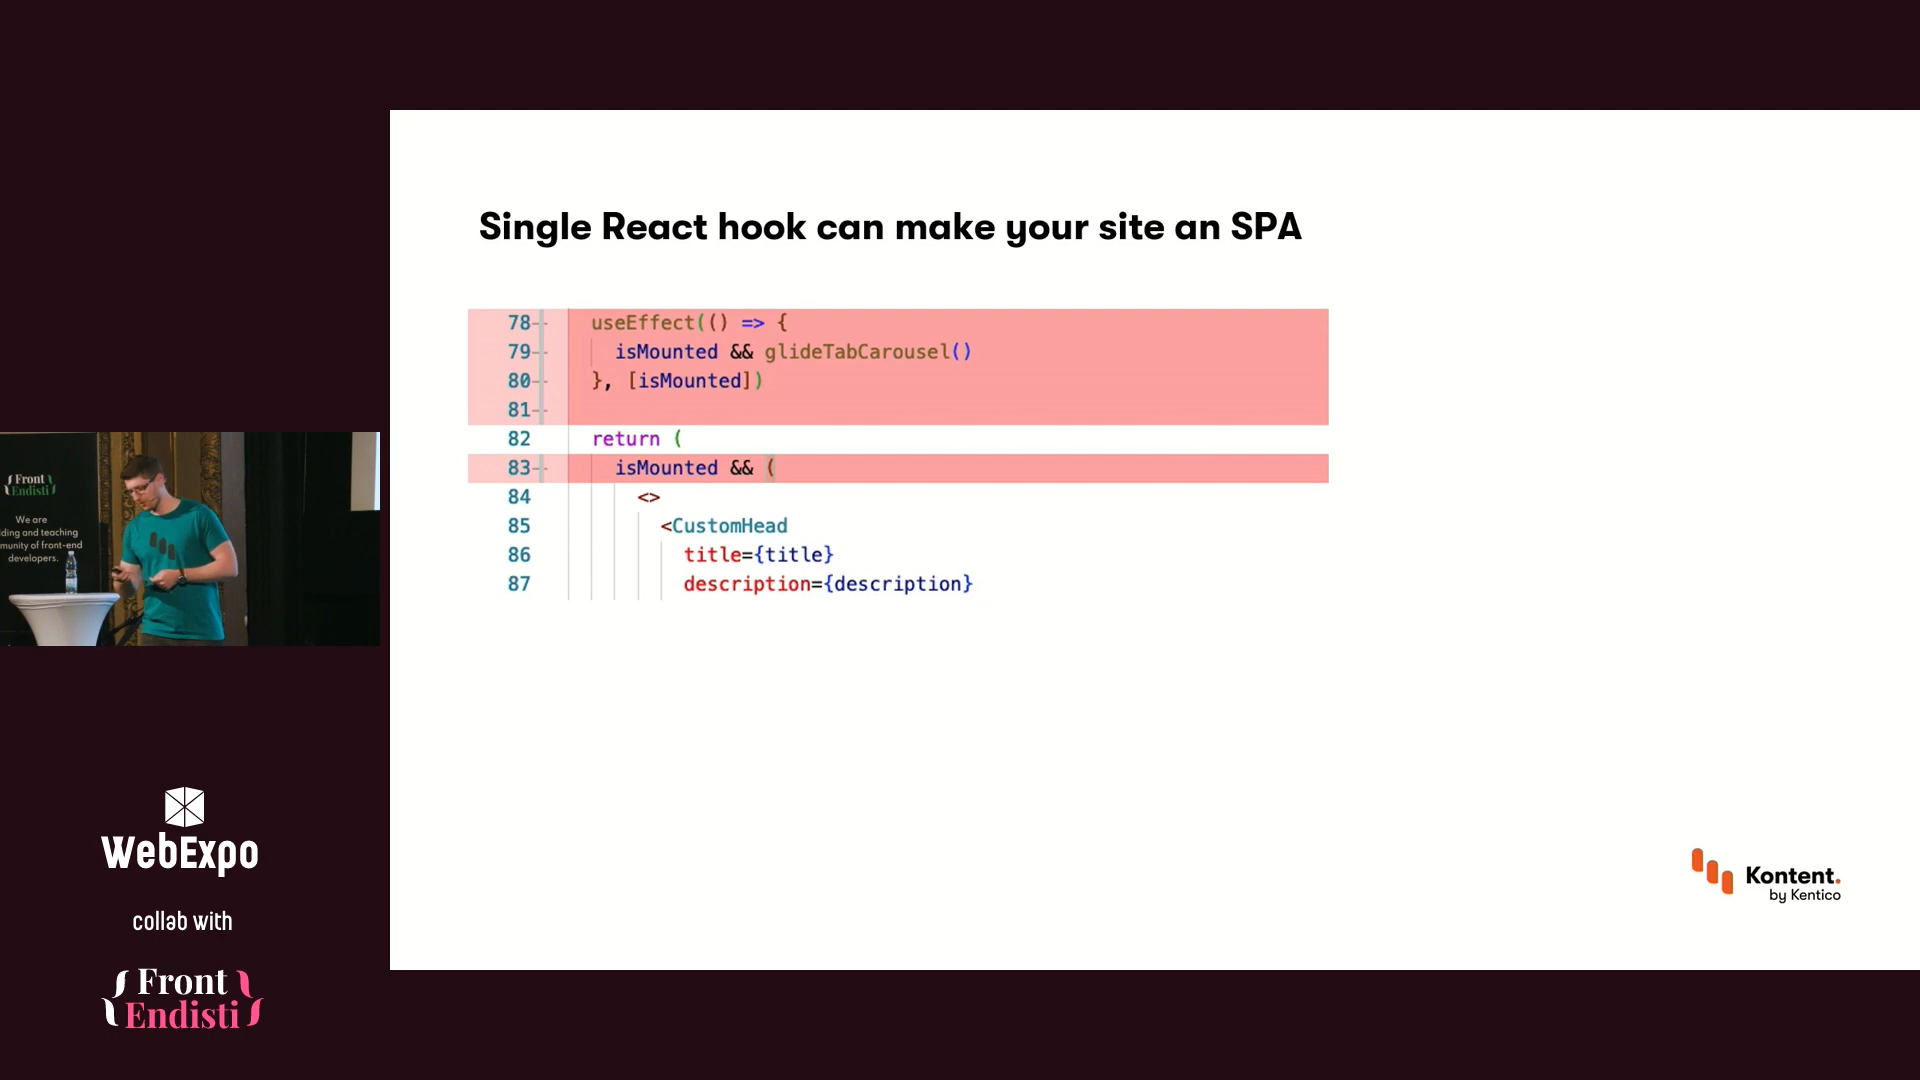 Single React hook can make your site an SPA
78 useEffect(() => {
79 isMounted && glideTabCarousel()
80 }, [isMounted])
81
82 return (
83 isMounted && (
84 <>
85 <CustomHead
86 title={title}
87 description={description}
{Front
Endisti}
We are
lding and teaching
munity of front-end
developers.
WebExpo
collab with
{Front
Endisti}
Kontent.
by Kentico